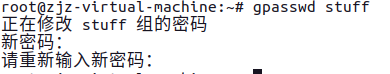 root@zjz-virtual-machine:~# gpasswd stuff
正在修改 stuff 组的密码
新密码：
请重新输入新密码：